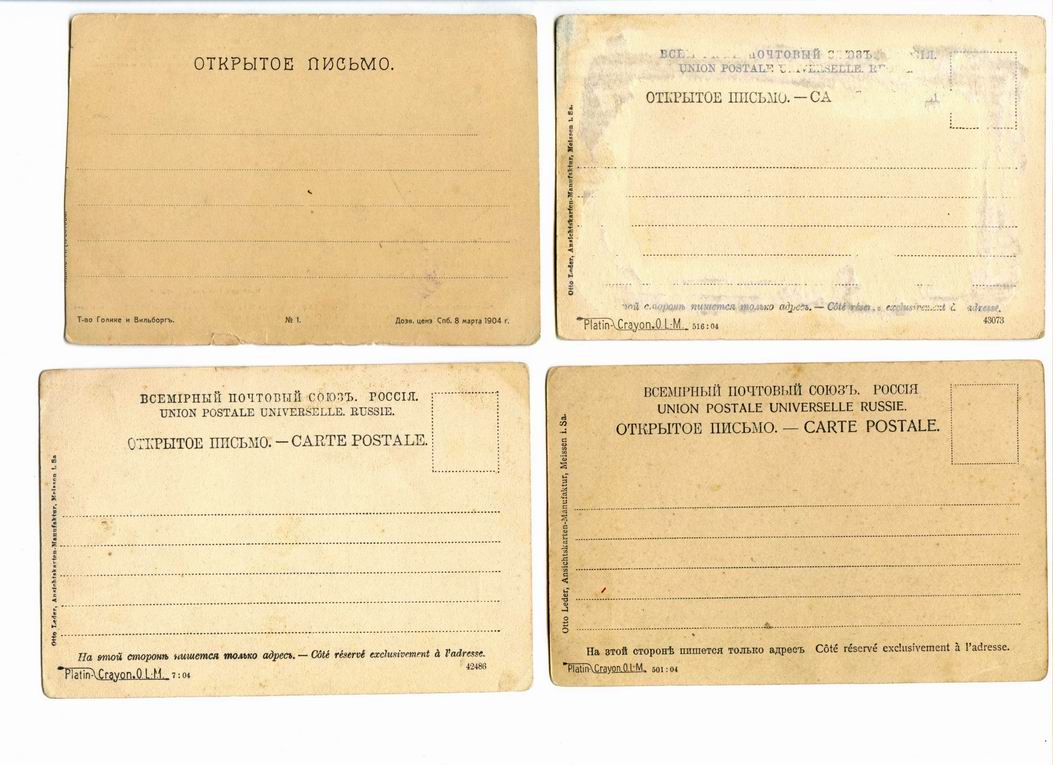 ОТКРЫТОЕ ПИСЬМО.
Т-во Голике и Вильборгъ.
№ 1.
Дозв. ценз Спб. 8 марта 1904 г.
ПОЧТОВЫЙ
UNION POSTALE
ОТКРЫТОЕ ПИСЬМО. — CA
Otto Leder, Ansichtskarten-Manufaktur, Meissen i. Sa.
пишется только адресъ. — Côté exclusivement à adresse.
Platin-Crayon.O.L.M. 516:04
43073
ВСЕМІРНЫЙ ПОЧТОВЫЙ СОЮЗЪ. РОССІЯ.
UNION POSTALE UNIVERSELLE. RUSSIE.
ОТКРЫТОЕ ПИСЬМО. — CARTE POSTALE.
Otto Leder, Ansichtskarten-Manufaktur, Meissen i. Sa
На этой сторонѣ пишется только адресъ. — Côté réservé exclusivement à l'adresse.
Platin-Crayon.O.L.M. 7:04
42486
ВСЕМІРНЫЙ ПОЧТОВЫЙ СОЮЗЪ. РОССІЯ
UNION POSTALE UNIVERSELLE RUSSIE.
ОТКРЫТОЕ ПИСЬМО. — CARTE POSTALE.
Otto Leder, Ansichtskarten-Manufaktur, Meissen i. Sa.
На этой сторонѣ пишется только адресъ Côté réservé exclusivement à l'adresse.
Platin-Crayon.O.L.M. 501:04